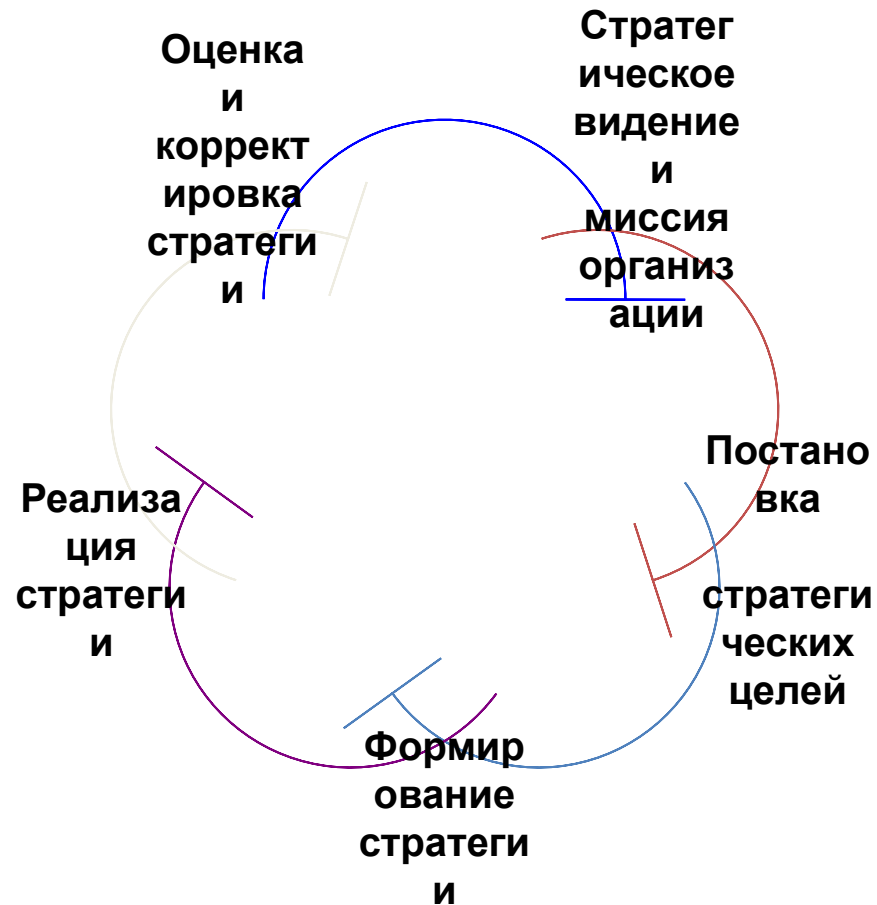 Оценка
и
коррект
ировка
стратеги
и
Стратег
ическое
видение
и
миссия
организ
ации
Постано
вка
стратеги
ческих
целей
Формир
ование
стратеги
и
Реализа
ция
стратеги
и